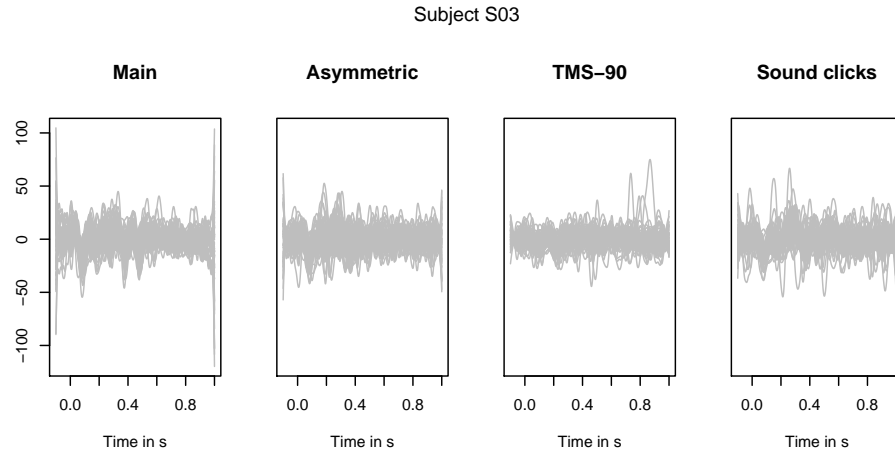 Subject S03
Main
Asymmetric
TMS−90
Sound clicks
100
50
0
−50
−100
0.0 0.4 0.8
0.0 0.4 0.8
0.0 0.4 0.8
0.0 0.4 0.8
Time in s
Time in s
Time in s
Time in s